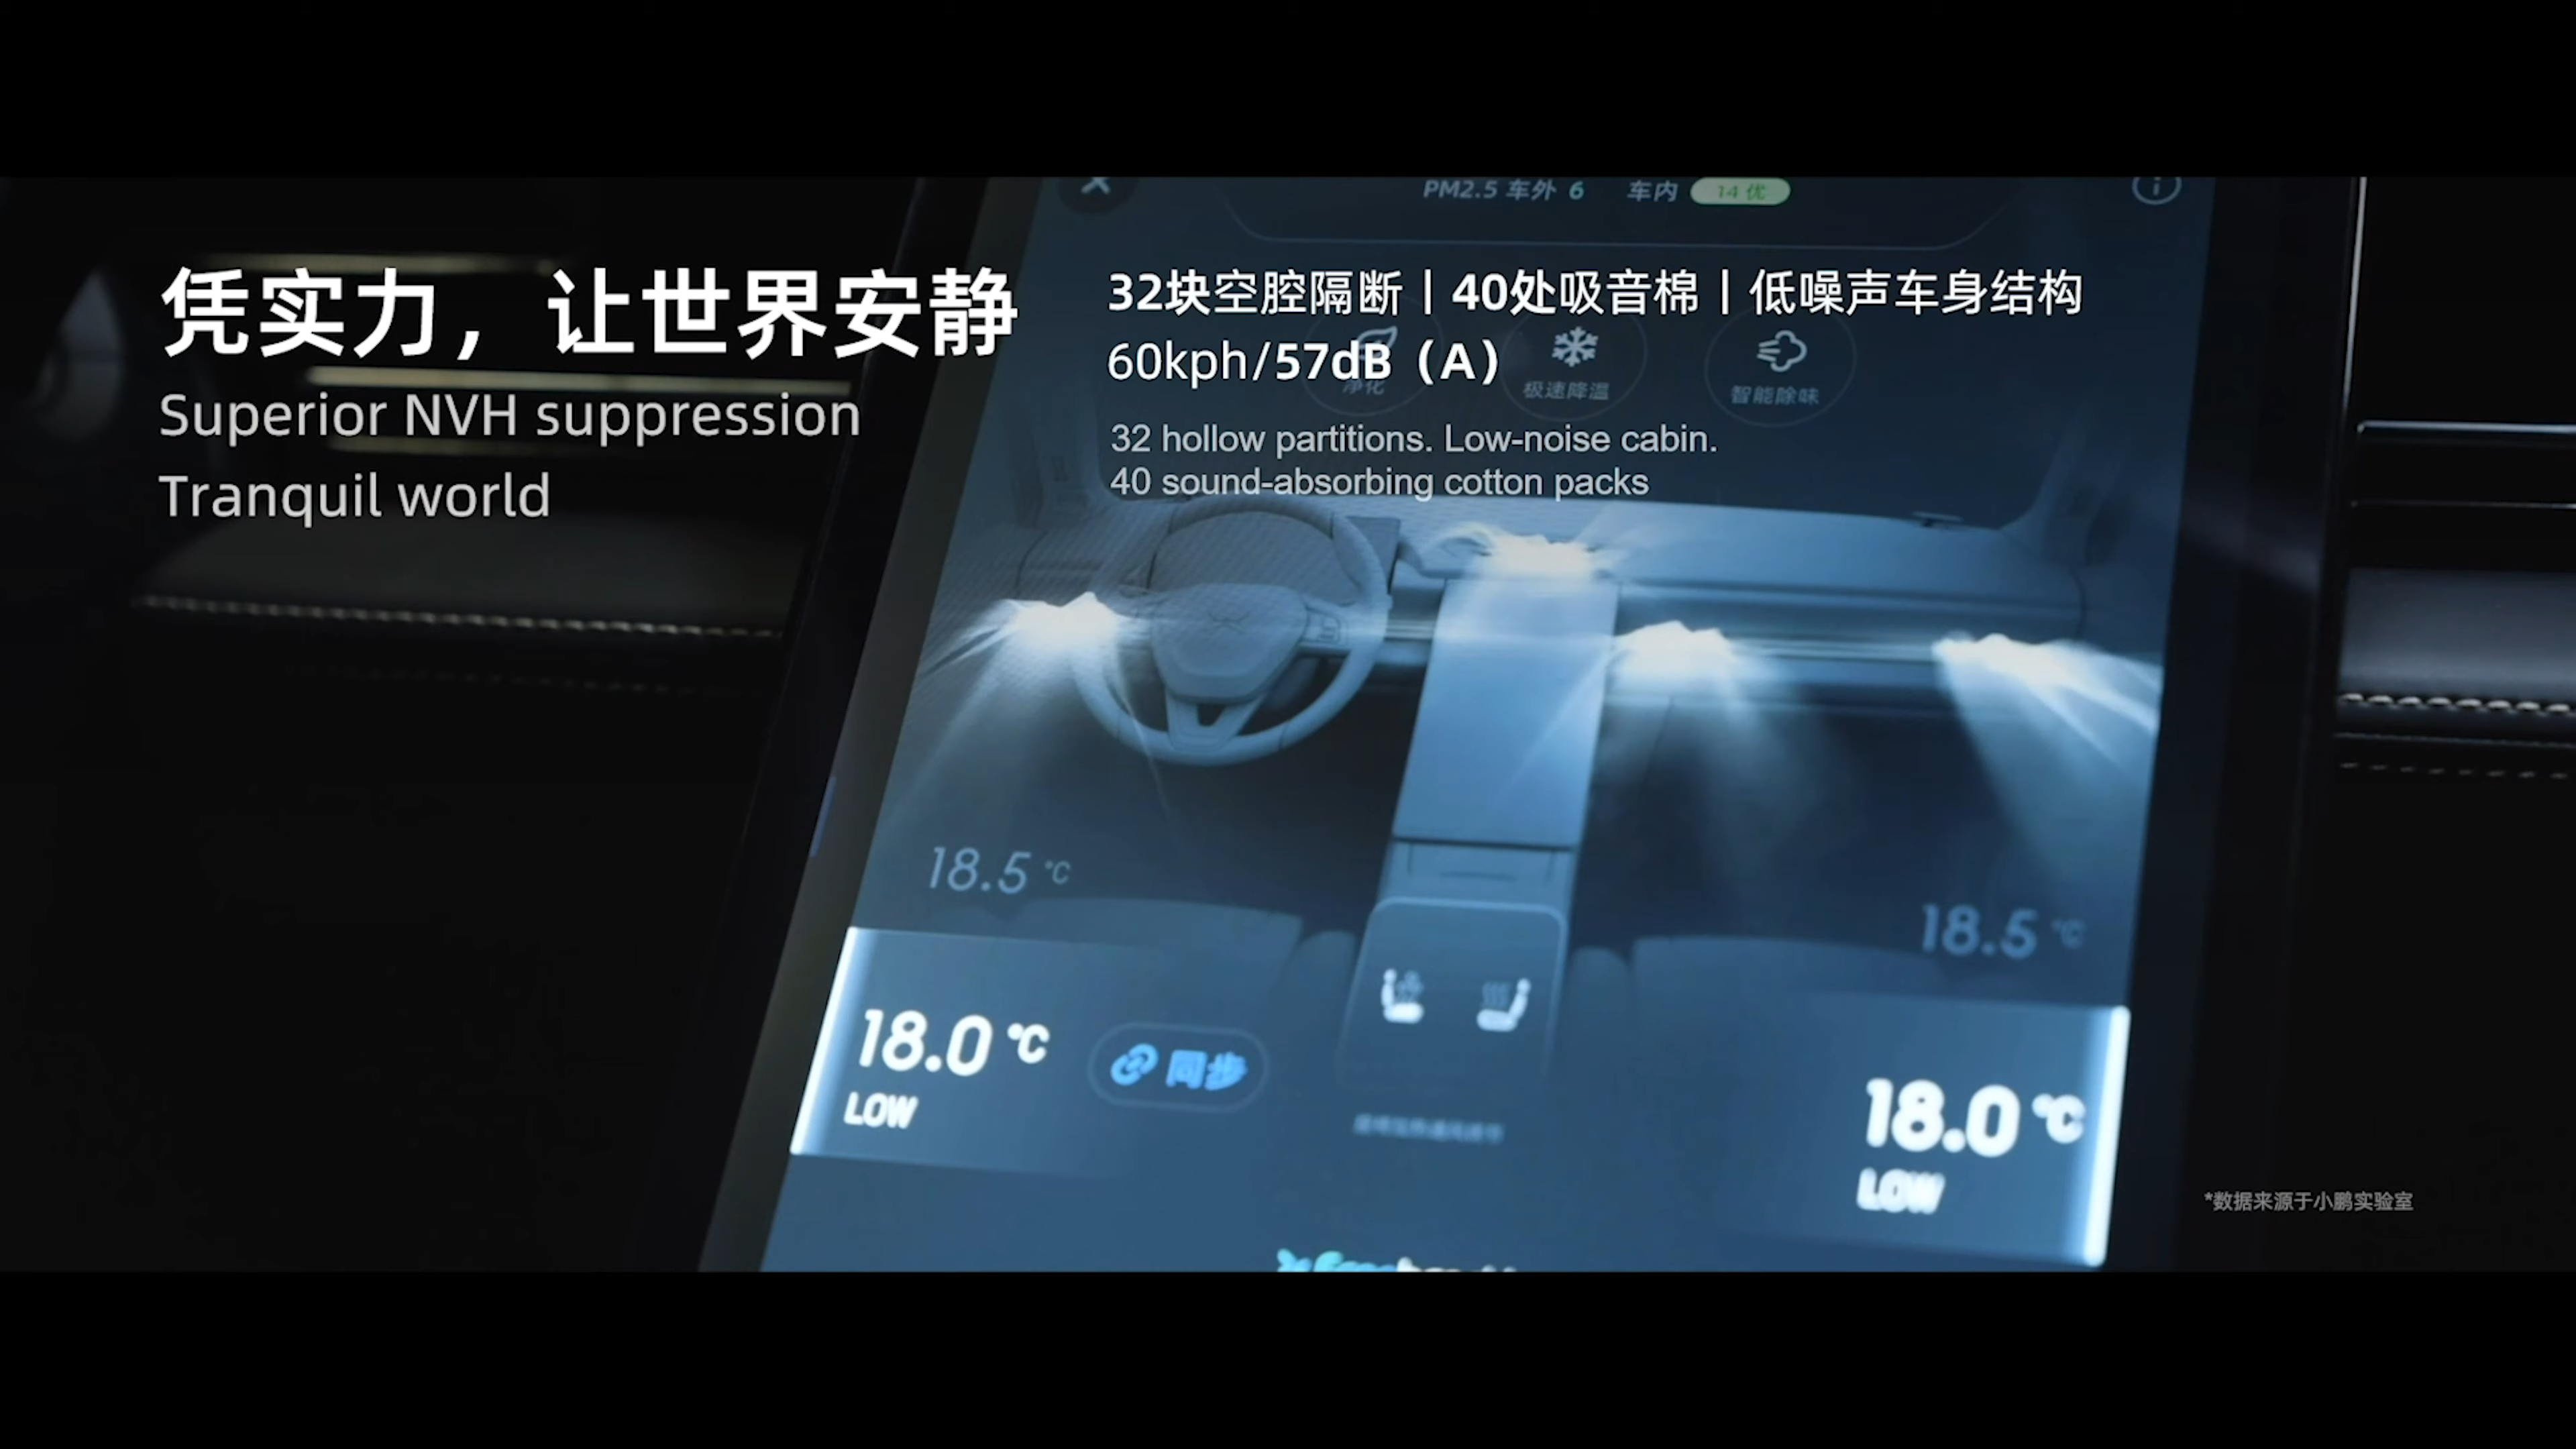 PM2.5 车外 6 车内 14 优
凭实力，让世界安静
Superior NVH suppression
Tranquil world
32块空腔隔断 | 40处吸音棉 | 低噪声车身结构
60kph/57dB（A）
净化
极速降温
智能除味
32 hollow partitions. Low-noise cabin.
40 sound-absorbing cotton packs
18.5 ℃
18.5 ℃
18.0 ℃
LOW
同步
18.0 ℃
LOW
*数据来源于小鹏实验室